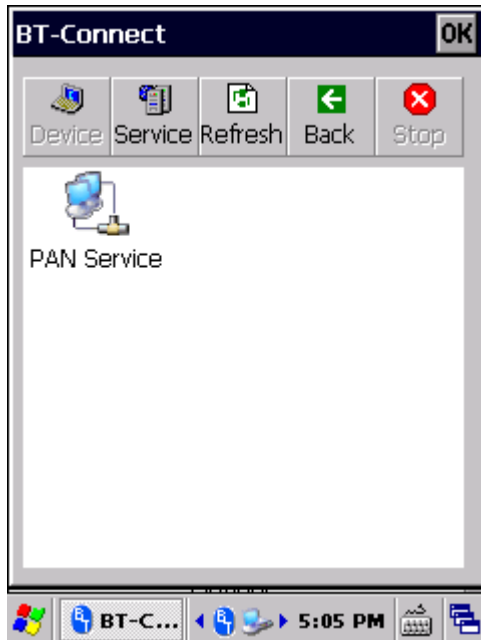 BT-Connect OK
Device Service Refresh Back Stop
PAN Service
BT-C... 5:05 PM